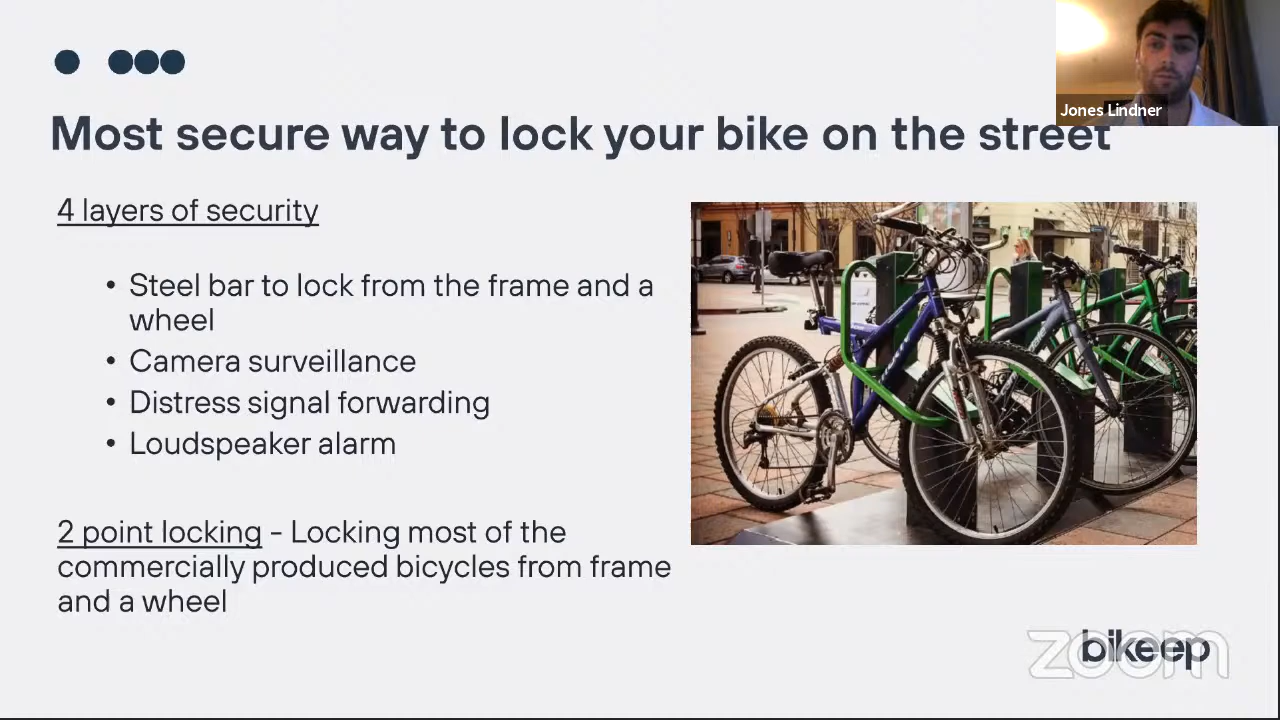 Jones Lindner
Most secure way to lock your bike on the street
4 layers of security
• Steel bar to lock from the frame and a
wheel
• Camera surveillance
• Distress signal forwarding
• Loudspeaker alarm
2 point locking - Locking most of the
commercially produced bicycles from frame
and a wheel
bikeep
zoom